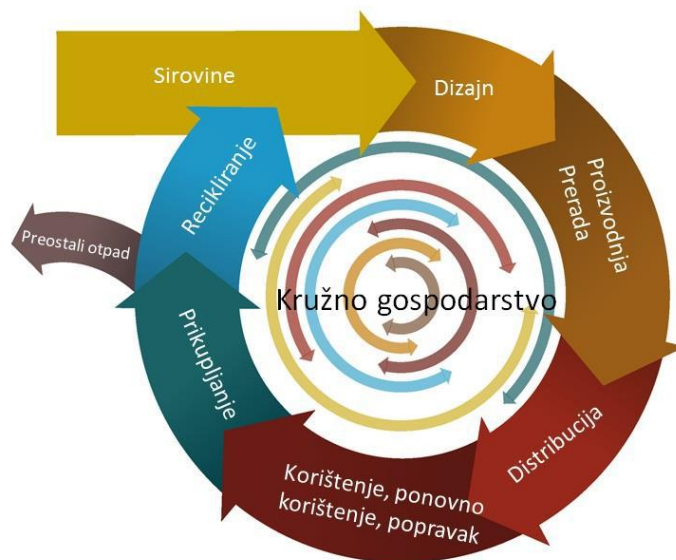 Sirovine
Dizajn
Proizvodnja
Prerada
Distribucija
Korištenje, ponovno
korištenje, popravak
Prikupljanje
Recikliranje
Preostali otpad
Kružno gospodarstvo